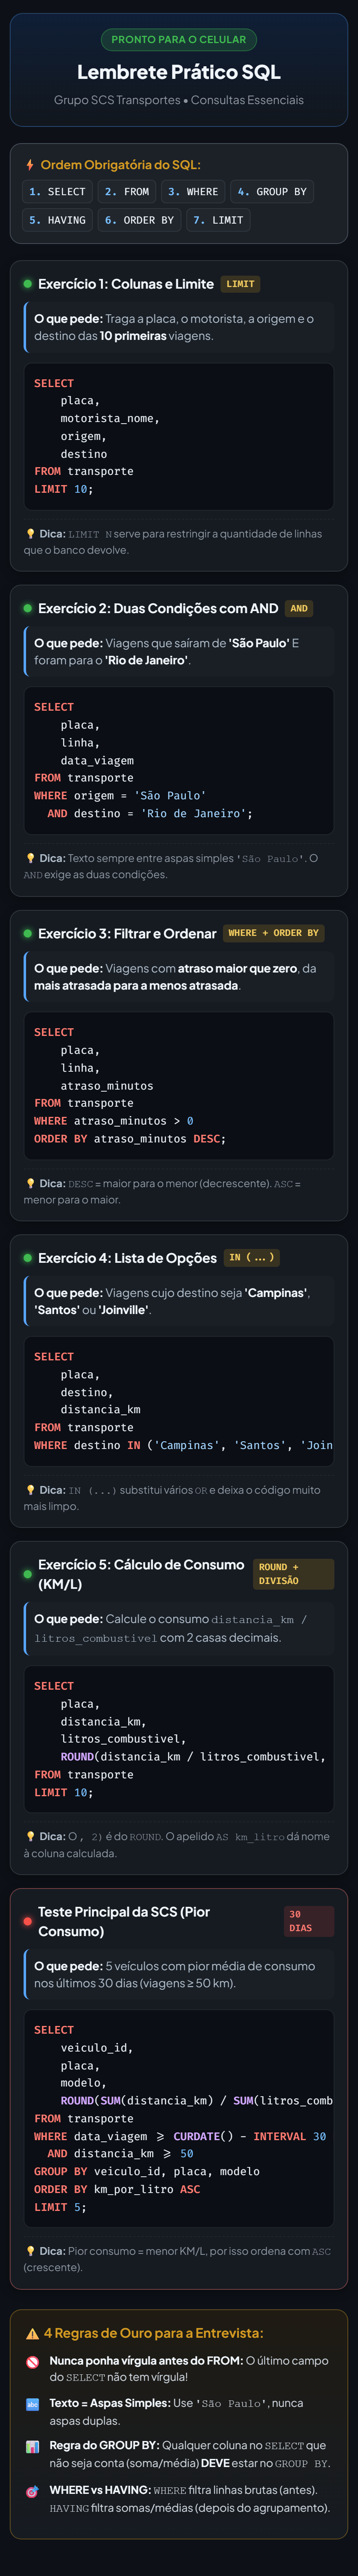 PRONTO PARA O CELULAR
Lembrete Prático SQL
Grupo SCS Transportes • Consultas Essenciais
Ordem Obrigatória do SQL:
1. SELECT 2. FROM 3. WHERE 4. GROUP BY
5. HAVING 6. ORDER BY 7. LIMIT
Exercício 1: Colunas e Limite LIMIT
O que pede: Traga a placa, o motorista, a origem e o
destino das 10 primeiras viagens.
SELECT
placa,
motorista_nome,
origem,
destino
FROM transporte
LIMIT 10;
Dica: LIMIT N serve para restringir a quantidade de linhas
que o banco devolve.
Exercício 2: Duas Condições com AND AND
O que pede: Viagens que saíram de 'São Paulo' E
foram para o 'Rio de Janeiro'.
SELECT
placa,
linha,
data_viagem
FROM transporte
WHERE origem = 'São Paulo'
AND destino = 'Rio de Janeiro';
Dica: Texto sempre entre aspas simples 'São Paulo'. O
AND exige as duas condições.
Exercício 3: Filtrar e Ordenar WHERE + ORDER BY
O que pede: Viagens com atraso maior que zero, da
mais atrasada para a menos atrasada.
SELECT
placa,
linha,
atraso_minutos
FROM transporte
WHERE atraso_minutos > 0
ORDER BY atraso_minutos DESC;
Dica: DESC = maior para o menor (decrescente). ASC =
menor para o maior.
Exercício 4: Lista de Opções IN (...)
O que pede: Viagens cujo destino seja 'Campinas',
'Santos' ou 'Joinville'.
SELECT
placa,
destino,
distancia_km
FROM transporte
WHERE destino IN ('Campinas', 'Santos', 'Join
Dica: IN (...) substitui vários OR e deixa o código muito
mais limpo.
Exercício 5: Cálculo de Consumo
(KM/L)
ROUND +
DIVISÃO
O que pede: Calcule o consumo distancia_km /
litros_combustivel com 2 casas decimais.
SELECT
placa,
distancia_km,
litros_combustivel,
ROUND(distancia_km / litros_combustivel,
FROM transporte
LIMIT 10;
Dica: O , 2) é do ROUND. O apelido AS km_litro dá nome
à coluna calculada.
Teste Principal da SCS (Pior
Consumo)
30
DIAS
O que pede: 5 veículos com pior média de consumo
nos últimos 30 dias (viagens ≥ 50 km).
SELECT
veiculo_id,
placa,
modelo,
ROUND(SUM(distancia_km) / SUM(litros_comb
FROM transporte
WHERE data_viagem >= CURDATE() - INTERVAL 30
AND distancia_km >= 50
GROUP BY veiculo_id, placa, modelo
ORDER BY km_por_litro ASC
LIMIT 5;
Dica: Pior consumo = menor KM/L, por isso ordena com ASC
(crescente).
4 Regras de Ouro para a Entrevista:
Nunca ponha vírgula antes do FROM: O último campo
do SELECT não tem vírgula!
abc Texto = Aspas Simples: Use 'São Paulo', nunca
aspas duplas.
Regra do GROUP BY: Qualquer coluna no SELECT que
não seja conta (soma/média) DEVE estar no GROUP BY.
WHERE vs HAVING: WHERE filtra linhas brutas (antes).
HAVING filtra somas/médias (depois do agrupamento).